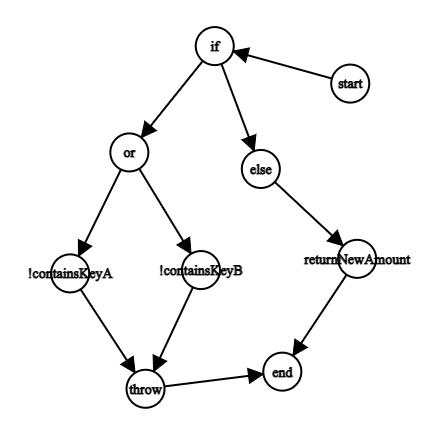 if
start
or
else
!containsKeyA
!containsKeyB
returnNewAmount
throw
end